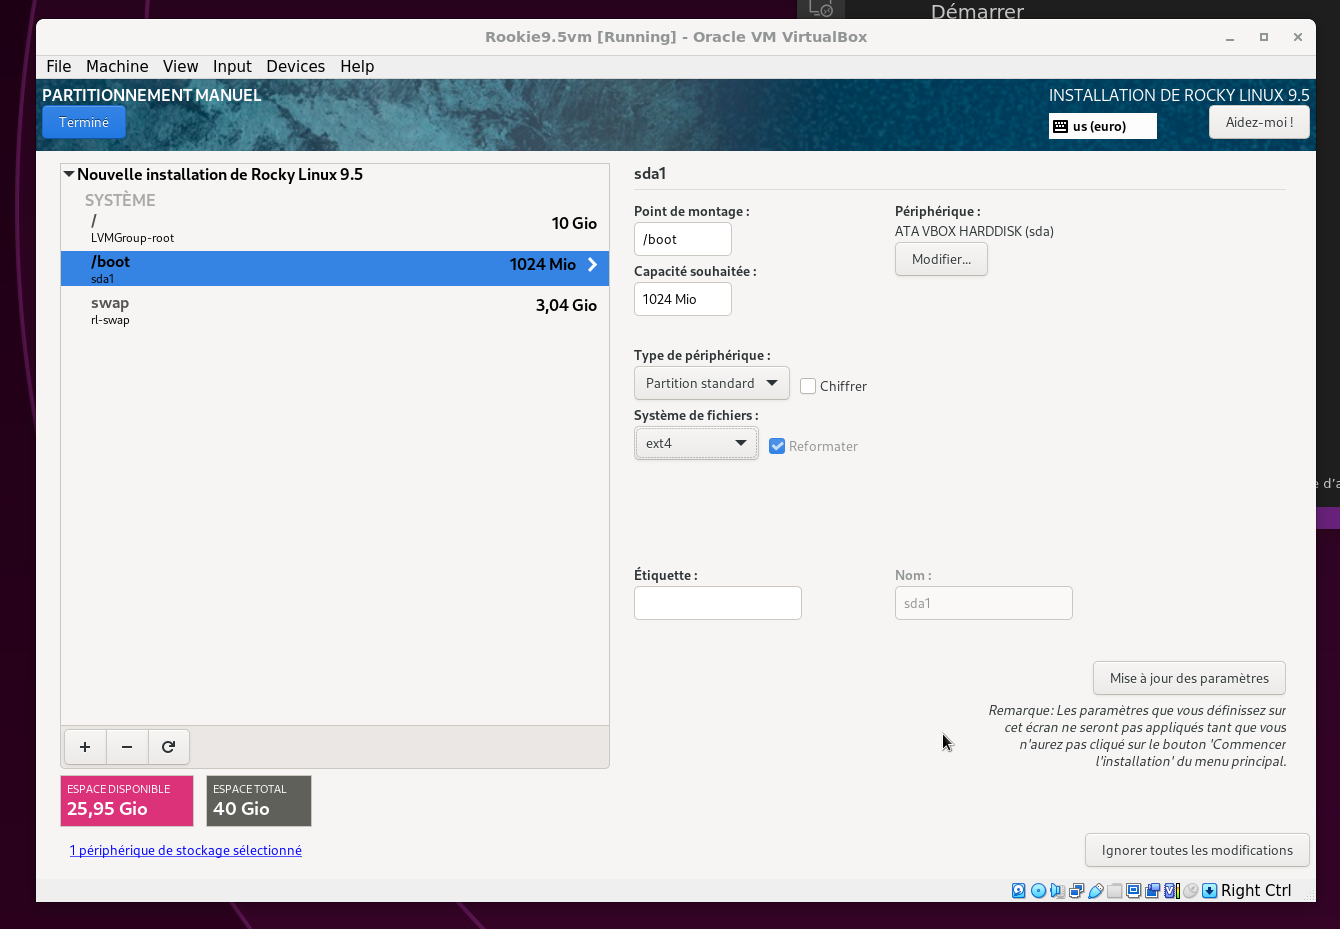 Démarrer
Rookie9.5vm [Running] - Oracle VM VirtualBox
File Machine View Input Devices Help
PARTITIONNEMENT MANUEL
INSTALLATION DE ROCKY LINUX 9.5
Terminé
us (euro)
Aidez-moi !
Nouvelle installation de Rocky Linux 9.5
SYSTÈME
/
10 Gio
LVMGroup-root
/boot
1024 Mio
sda1
swap
3,04 Gio
rl-swap
sda1
Point de montage :
Périphérique :
/boot
ATA VBOX HARDDISK (sda)
Modifier...
Capacité souhaitée :
1024 Mio
Type de périphérique :
Partition standard
Chiffrer
Système de fichiers :
ext4
Reformater
Étiquette :
Nom :
sda1
Mise à jour des paramètres
Remarque : Les paramètres que vous définissez sur
cet écran ne seront pas appliqués tant que vous
n'aurez pas cliqué sur le bouton 'Commencer
l'installation' du menu principal.
ESPACE DISPONIBLE
25,95 Gio
ESPACE TOTAL
40 Gio
1 périphérique de stockage sélectionné
Ignorer toutes les modifications
Right Ctrl